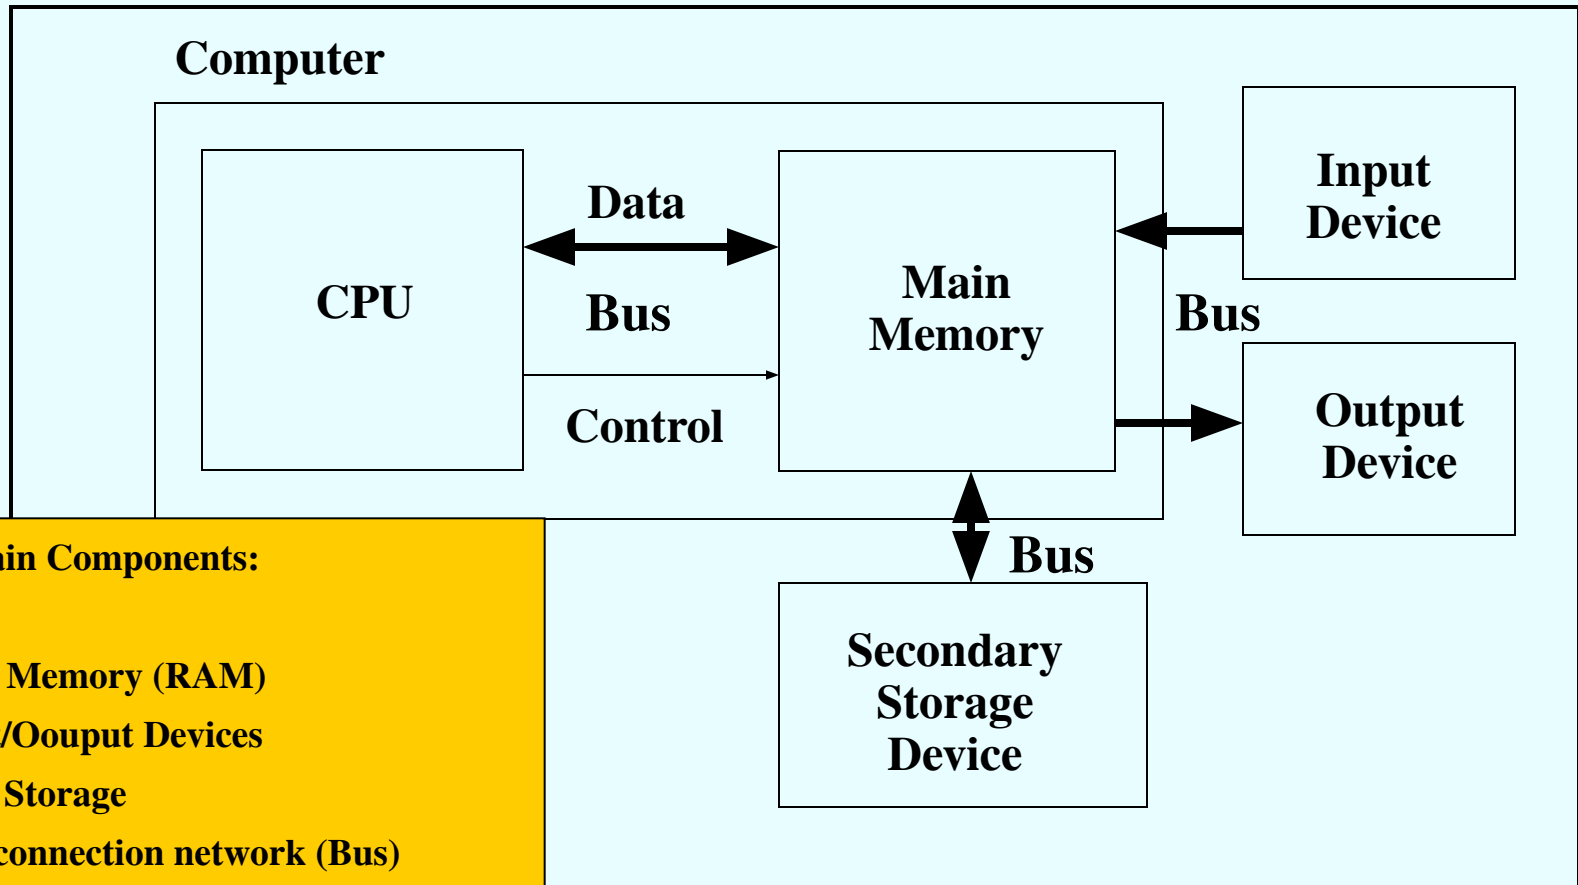 Computer
CPU
Data
Bus
Control
Main
Memory
Input
Device
Bus
Output
Device
Bus
Secondary
Storage
Device
ain Components:
Memory (RAM)
/Oouput Devices
Storage
connection network (Bus)